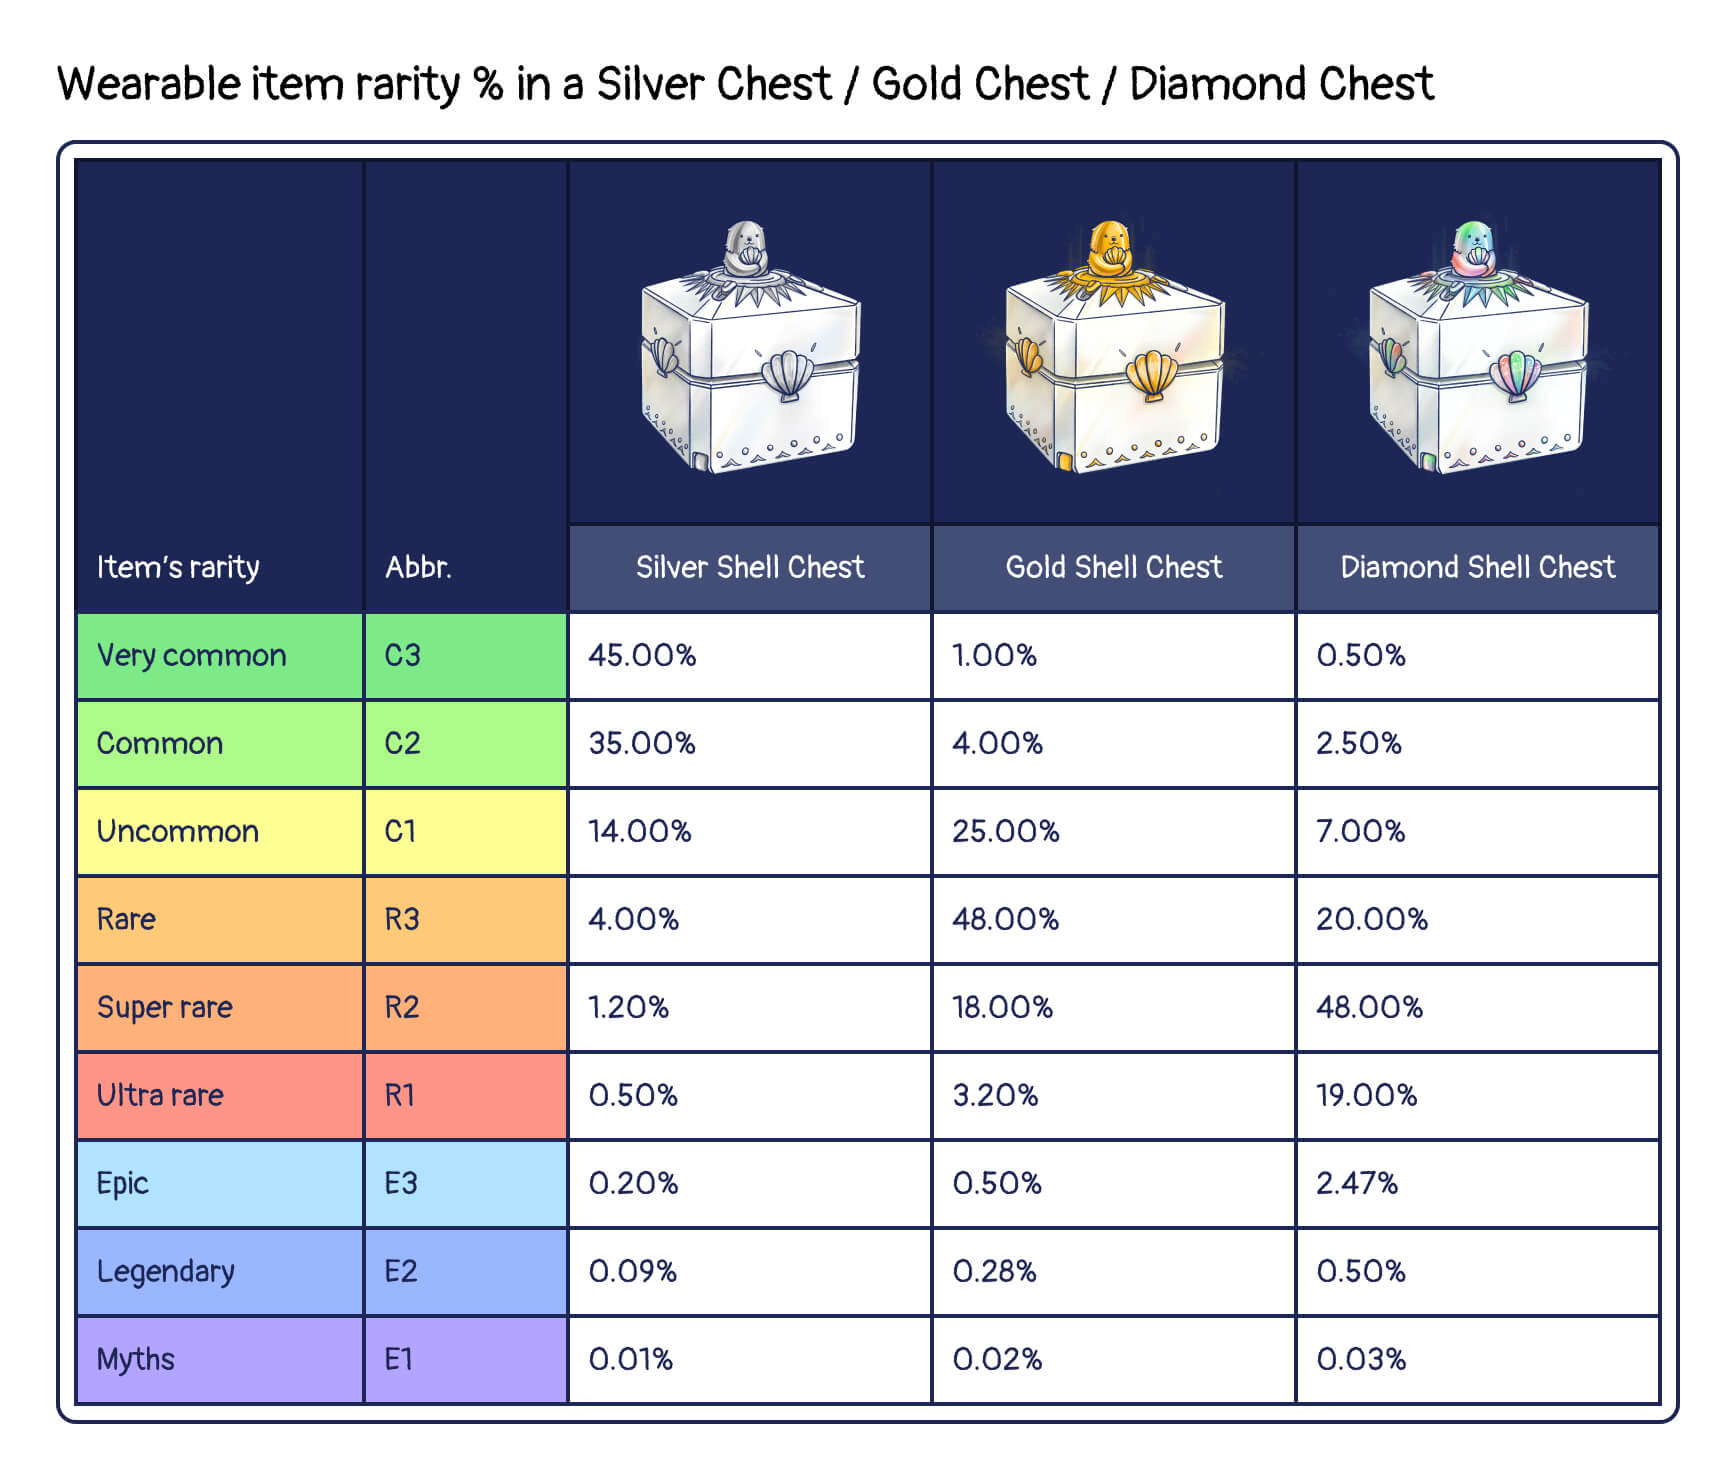 Wearable item rarity % in a Silver Chest / Gold Chest / Diamond Chest
Item's rarity Abbr. Silver Shell Chest Gold Shell Chest Diamond Shell Chest
Very common C3 45.00% 1.00% 0.50%
Common C2 35.00% 4.00% 2.50%
Uncommon C1 14.00% 25.00% 7.00%
Rare R3 4.00% 48.00% 20.00%
Super rare R2 1.20% 18.00% 48.00%
Ultra rare R1 0.50% 3.20% 19.00%
Epic E3 0.20% 0.50% 2.47%
Legendary E2 0.09% 0.28% 0.50%
Myths E1 0.01% 0.02% 0.03%